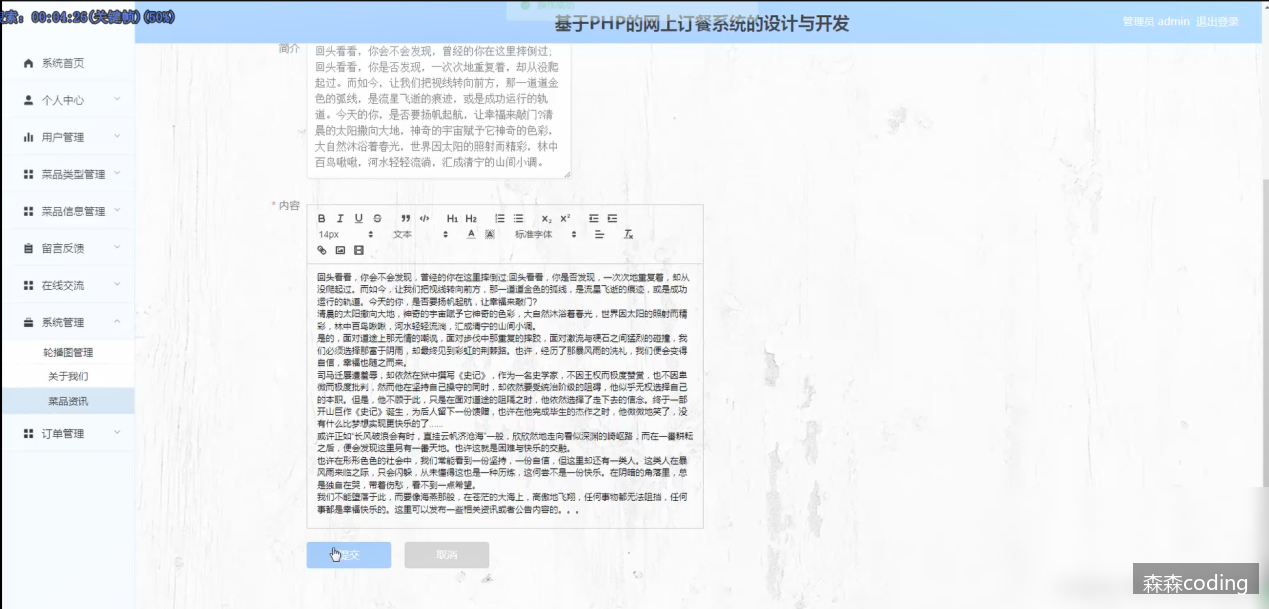 搜索: 00:04:26(关键帧)(50%)
操作成功
基于PHP的网上订餐系统的设计与开发
管理员 admin 退出登录
系统首页
个人中心
用户管理
菜品类型管理
菜品信息管理
留言反馈
在线交流
系统管理
轮播图管理
关于我们
菜品资讯
订单管理
简介
回头看看，你会不会发现，曾经的你在这里摔倒过;
回头看看，你是否发现，一次次地重复着，却从没爬
起过。而如今，让我们把视线转向前方，那一道道金
色的弧线，是流星飞逝的痕迹，或是成功运行的轨
道。今天的你，是否要扬帆起航，让幸福来敲门?清
晨的太阳撒向大地，神奇的宇宙赋予它神奇的色彩，
大自然沐浴着春光，世界因太阳的照射而精彩，林中
百鸟啾啾，河水轻轻流淌，汇成清宁的山间小调。
* 内容
B I U S ” </> H1 H2 X₂ X²
14px 文本 A A 标准字体 Tx
回头看看，你会不会发现，曾经的你在这里摔倒过;回头看看，你是否发现，一次次地重复着，却从
没爬起过。而如今，让我们把视线转向前方，那一道道金色的弧线，是流星飞逝的痕迹，或是成功
运行的轨道。今天的你，是否要扬帆起航，让幸福来敲门?
清晨的太阳撒向大地，神奇的宇宙赋予它神奇的色彩，大自然沐浴着春光，世界因太阳的照射而精
彩，林中百鸟啾啾，河水轻轻流淌，汇成清宁的山间小调。
是的，面对道途上那无情的嘲说，面对步伐中那重复的摔跤，面对激流与硬石之间猛烈的碰撞，我
们必须选择那富于阴雨，却最终见到彩虹的荆棘路。也许，经历了那暴风雨的洗礼，我们便会变得
自信，幸福也随之而来。
司马迁屡遭羞辱，却依然在狱中撰写《史记》，作为一名史学家，不因王权而极度赞赏，也不因卑
微而极度批判，然而他在坚持自己操守的同时，却依然要受统治阶级的阻碍，他似乎无权选择自己
的本职。但是，他不顾于此，只是在面对道途的阻隔之时，他依然选择了走下去的信念。终于一部
开山巨作《史记》诞生，为后人留下一份馈赠，也许在他完成毕生的杰作之时，他微微地笑了，没
有什么比梦想实现更快乐的了……
或许正如“长风破浪会有时，直挂云帆济沧海”一般，欣欣然地走向看似深渊的崎岖路，而在一番耕耘
之后，便会发现这里另有一番天地。也许这就是困难与快乐的交融。
也许在形形色色的社会中，我们常能看到一份坚持，一份自信，但这里却还有一类人。这类人在暴
风雨来临之际，只会闪躲，从未懂得这也是一种历练，这何尝不是一份快乐。在阴暗的角落里，总
是独自在哭，带着伤愁，看不到一点希望。
我们不能堕落于此，而要像海燕那般，在苍茫的大海上，高傲地飞翔，任何事物都无法阻挡，任何
事都是幸福快乐的。这里可以发布一些相关资讯或者公告内容的。。。
提交
取消
森森coding